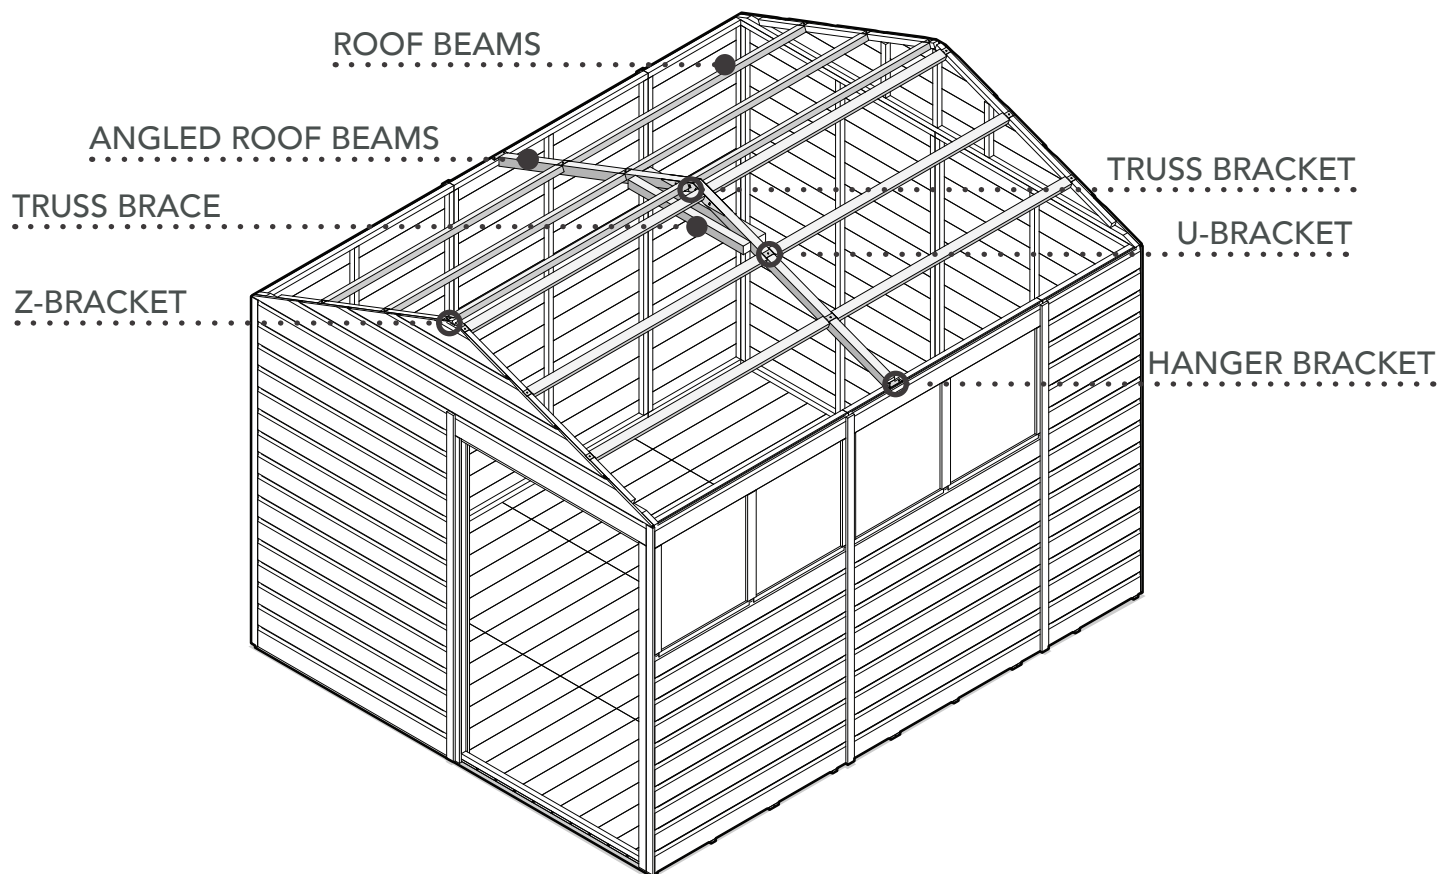 ROOF BEAMS
ANGLED ROOF BEAMS
TRUSS BRACKET
TRUSS BRACE
U-BRACKET
Z-BRACKET
HANGER BRACKET